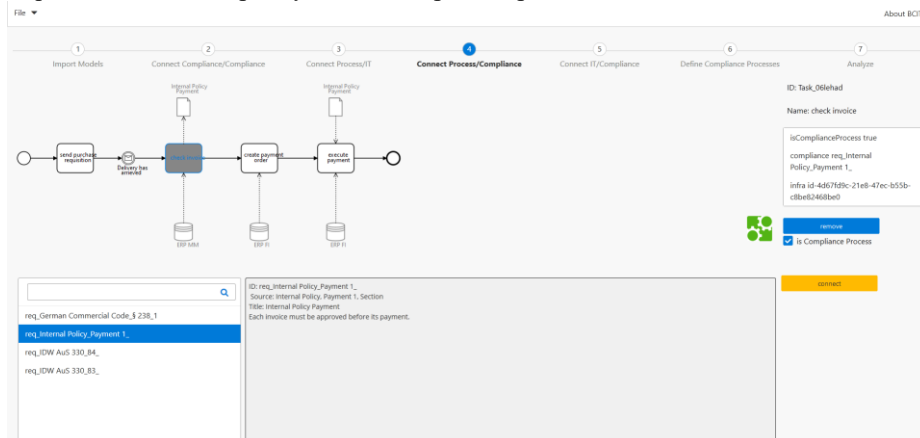 File ▼
About BCIT
1
2
3
4
5
6
7
Import Models
Connect Compliance/Compliance
Connect Process/IT
Connect Process/Compliance
Connect IT/Compliance
Define Compliance Processes
Analyze
Internal Policy
Payment
Internal Policy
Payment
ID: Task_06lehad
Name: check invoice
isComplianceProcess true
compliance req_Internal
Policy_Payment 1_
infra id-4d67fd9c-21e8-47ec-b55b-
c8be82468be0
send purchase
requisition
Delivery has
arrieved
check invoice
create payment
order
execute
payment
ERP MM
ERP FI
ERP FI
remove
is Compliance Process
connect
req_German Commercial Code_§ 238_1
req_Internal Policy_Payment 1_
req_IDW AuS 330_84_
req_IDW AuS 330_83_
ID: req_Internal Policy_Payment 1_
Source: Internal Policy, Payment 1, Section
Title: Internal Policy Payment
Each invoice must be approved before its payment.